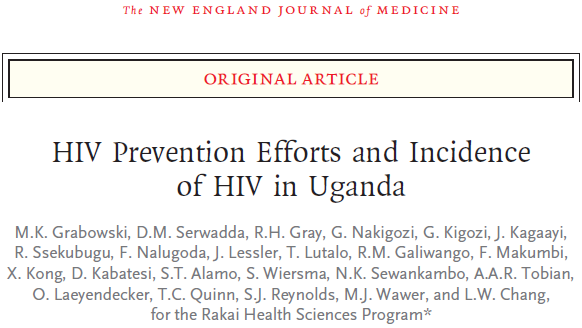 The NEW ENGLAND JOURNAL of MEDICINE
ORIGINAL ARTICLE
HIV Prevention Efforts and Incidence
of HIV in Uganda
M.K. Grabowski, D.M. Serwadda, R.H. Gray, G. Nakigozi, G. Kigozi, J. Kagaayi,
R. Ssekubugu, F. Nalugoda, J. Lessler, T. Lutalo, R.M. Galiwango, F. Makumbi,
X. Kong, D. Kabatesi, S.T. Alamo, S. Wiersma, N.K. Sewankambo, A.A.R. Tobian,
O. Laeyendecker, T.C. Quinn, S.J. Reynolds, M.J. Wawer, and L.W. Chang,
for the Rakai Health Sciences Program*